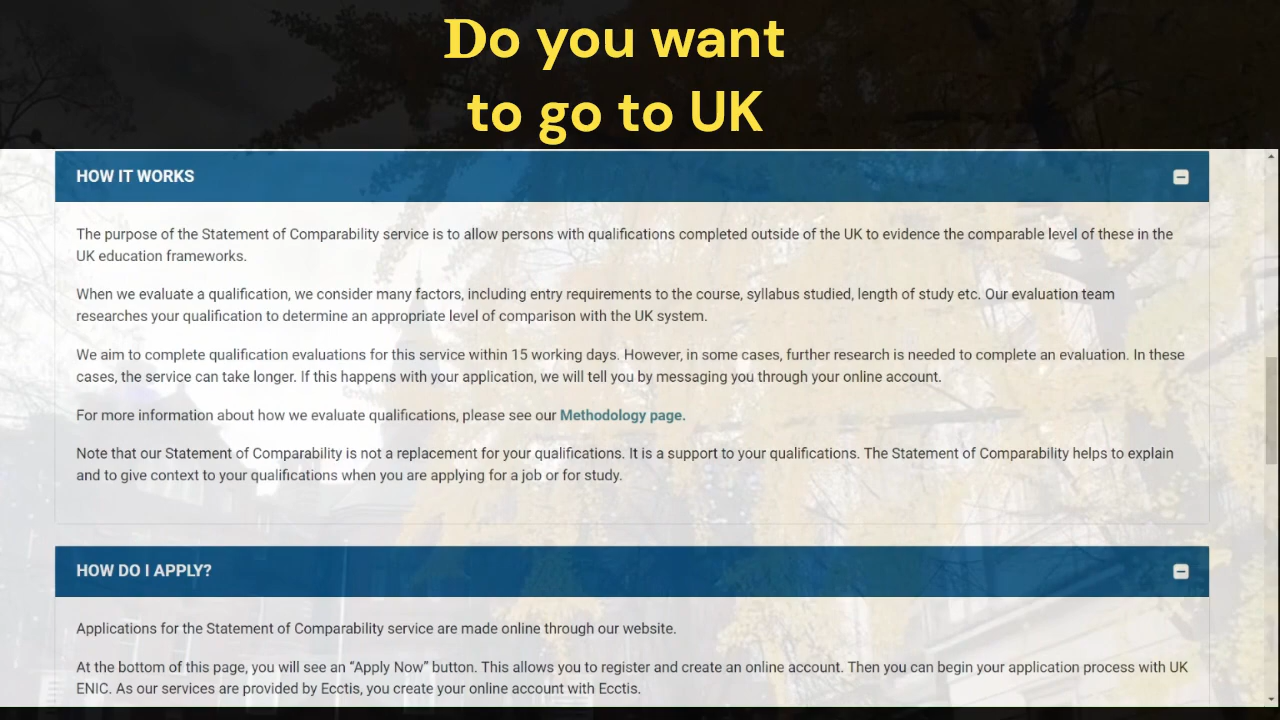 Do you want
to go to UK
HOW IT WORKS
The purpose of the Statement of Comparability service is to allow persons with qualifications completed outside of the UK to evidence the comparable level of these in the
UK education frameworks.
When we evaluate a qualification, we consider many factors, including entry requirements to the course, syllabus studied, length of study etc. Our evaluation team
researches your qualification to determine an appropriate level of comparison with the UK system.
We aim to complete qualification evaluations for this service within 15 working days. However, in some cases, further research is needed to complete an evaluation. In these
cases, the service can take longer. If this happens with your application, we will tell you by messaging you through your online account.
For more information about how we evaluate qualifications, please see our Methodology page.
Note that our Statement of Comparability is not a replacement for your qualifications. It is a support to your qualifications. The Statement of Comparability helps to explain
and to give context to your qualifications when you are applying for a job or for study.
HOW DO I APPLY?
Applications for the Statement of Comparability service are made online through our website.
At the bottom of this page, you will see an “Apply Now” button. This allows you to register and create an online account. Then you can begin your application process with UK
ENIC. As our services are provided by Ecctis, you create your online account with Ecctis.